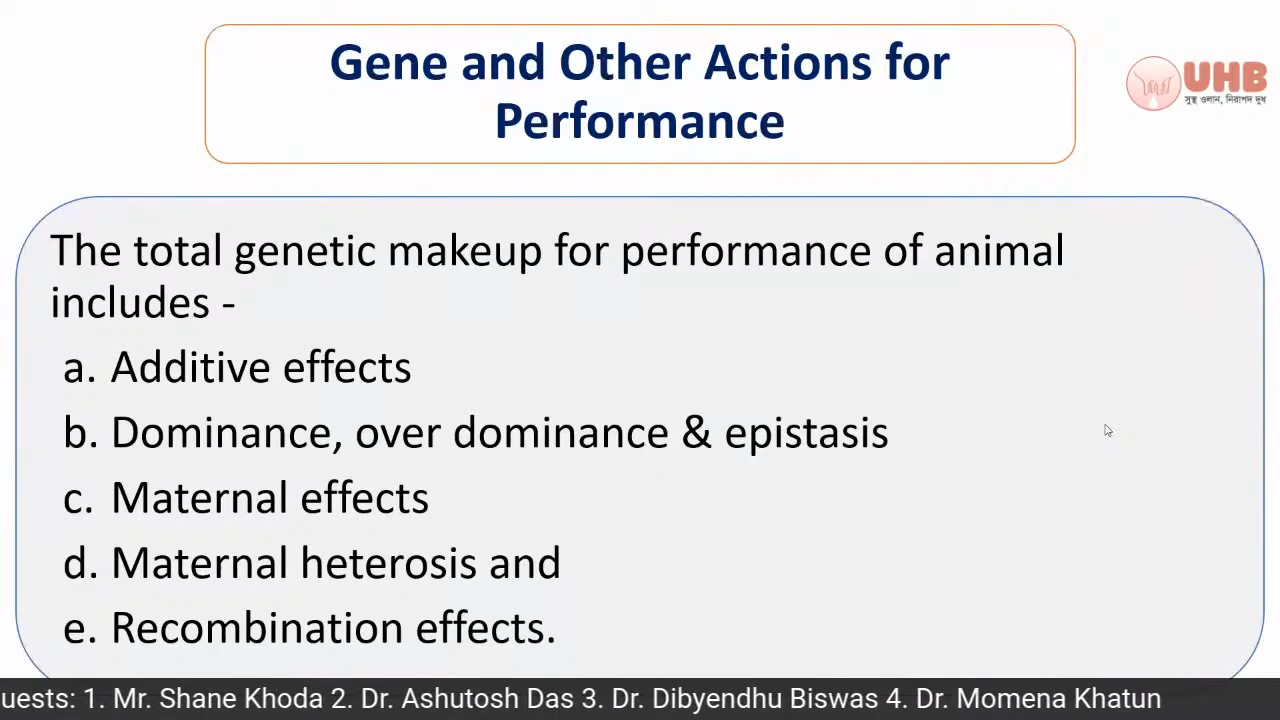 Gene and Other Actions for
Performance
UHB
সুস্থ ওলান, নিরাপদ দুধ
The total genetic makeup for performance of animal
includes -
a. Additive effects
b. Dominance, over dominance & epistasis
c. Maternal effects
d. Maternal heterosis and
e. Recombination effects.
uests: 1. Mr. Shane Khoda 2. Dr. Ashutosh Das 3. Dr. Dibyendhu Biswas 4. Dr. Momena Khatun